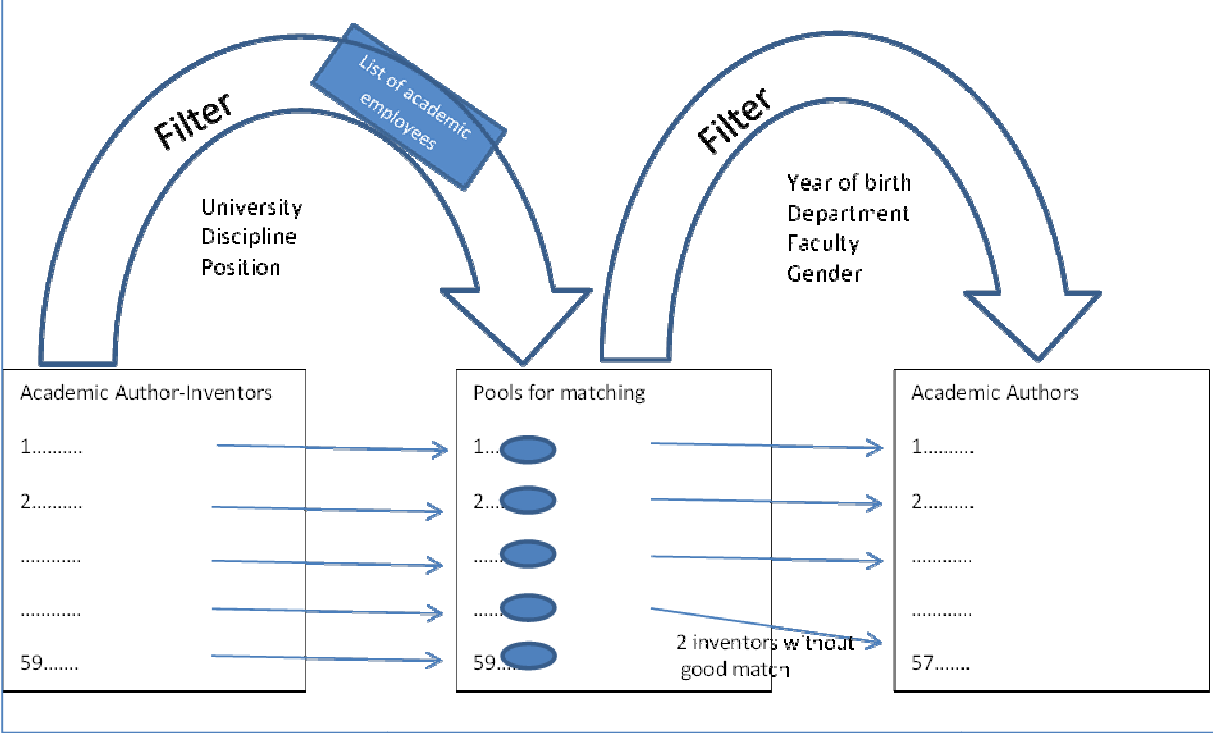 Filter
List of academic
employees
University
Discipline
Position
Filter
Year of birth
Department
Faculty
Gender
Academic Author-Inventors
1..........
2..........
............
............
59.......
Pools for matching
1...
2....
......
......
59.....
2 inventors without
good match
Academic Authors
1..........
2..........
............
............
57.......